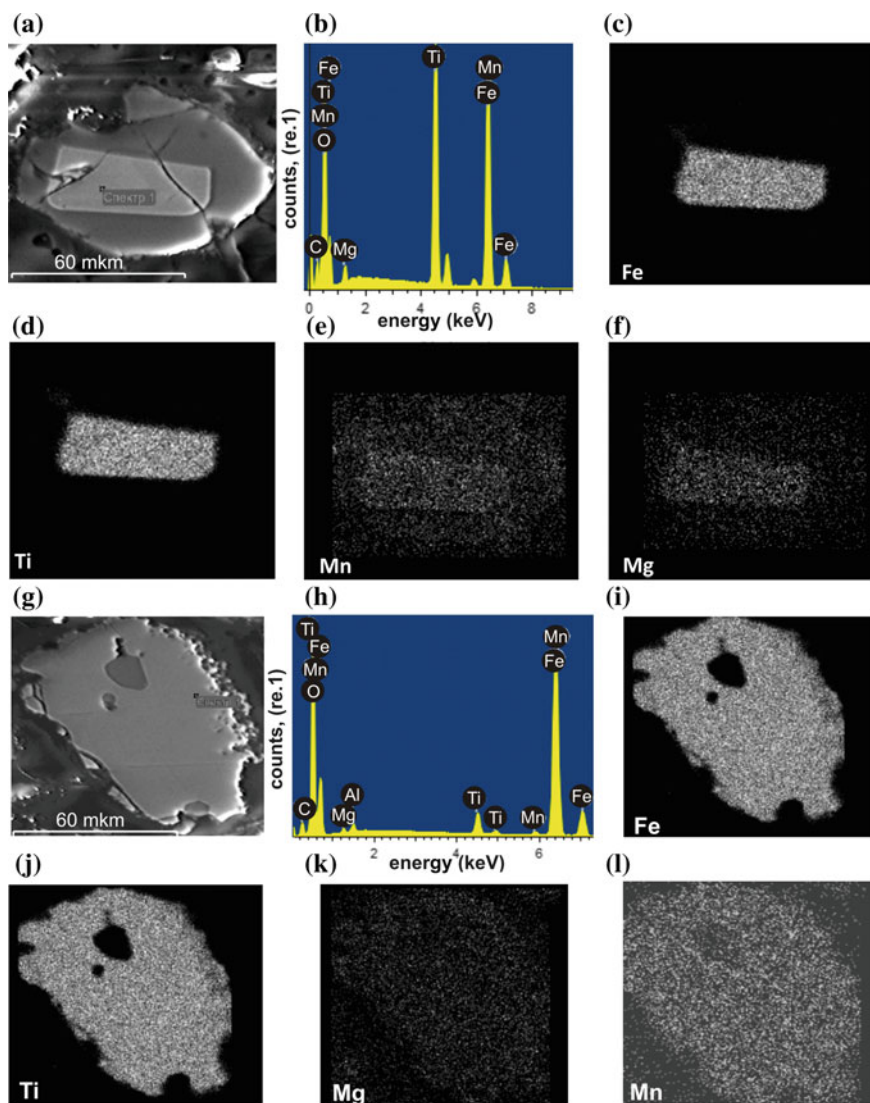 (a)
Спектр 1
60 mkm
(b)
counts, (re.1)
Fe
Ti
Mn
O
C
Mg
Ti
Mn
Fe
Fe
0 2 4 6 8
energy (keV)
(c)
Fe
(d)
Ti
(e)
Mn
(f)
Mg
(g)
60 mkm
(h)
counts, (re.1)
Ti
Fe
Mn
O
C
Mg
Al
Ti
Ti
Mn
Mn
Fe
Fe
2 4 6
energy (keV)
(i)
Fe
(j)
Ti
(k)
Mg
(l)
Mn